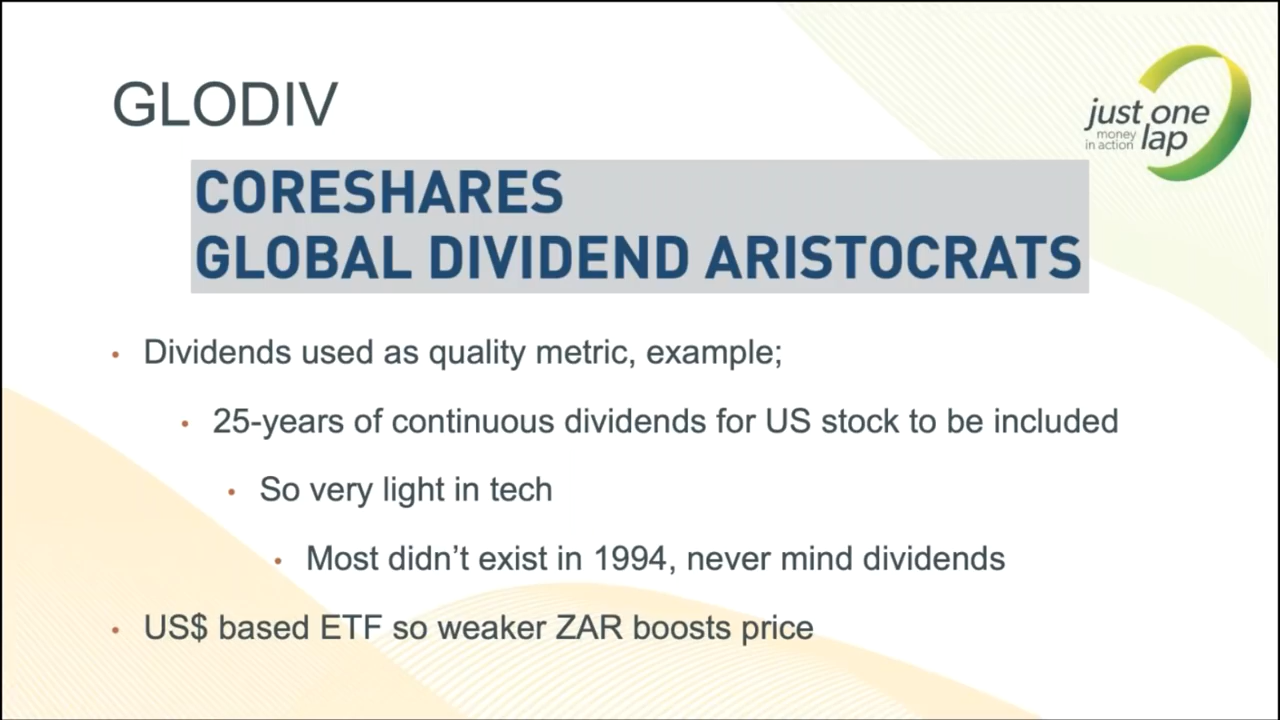 GLODIV
just one
money
in action lap
CORESHARES
GLOBAL DIVIDEND ARISTOCRATS
• Dividends used as quality metric, example;
• 25-years of continuous dividends for US stock to be included
• So very light in tech
• Most didn’t exist in 1994, never mind dividends
• US$ based ETF so weaker ZAR boosts price